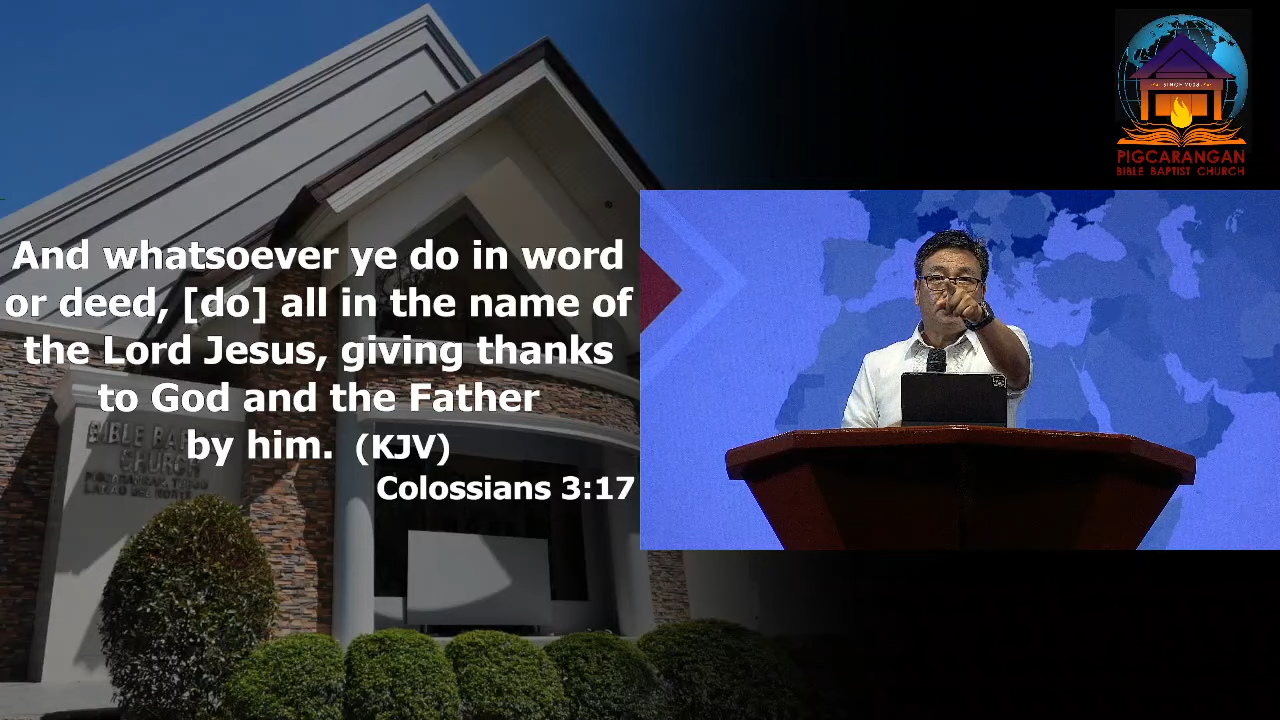 And whatsoever ye do in word
or deed, [do] all in the name of
the Lord Jesus, giving thanks
to God and the Father
by him. (KJV)
Colossians 3:17
PIGCARANGAN
BIBLE BAPTIST CHURCH
BIBLE
CHURCH